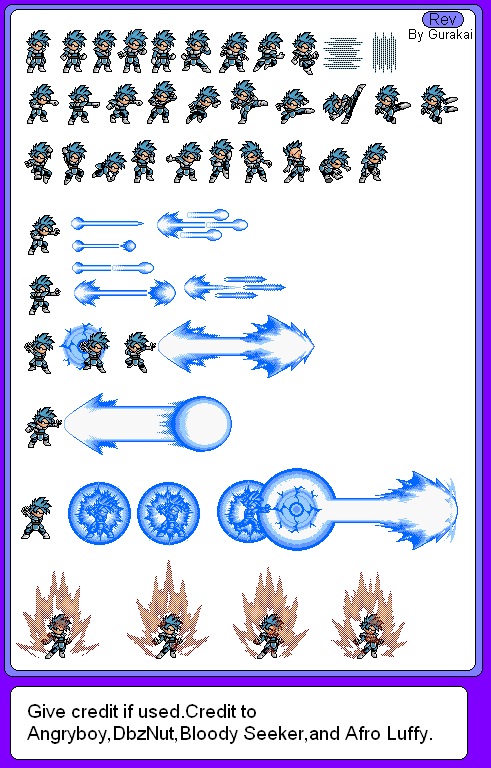 Rev
By Gurakai
Give credit if used.Credit to
Angryboy,DbzNut,Bloody Seeker,and Afro Luffy.